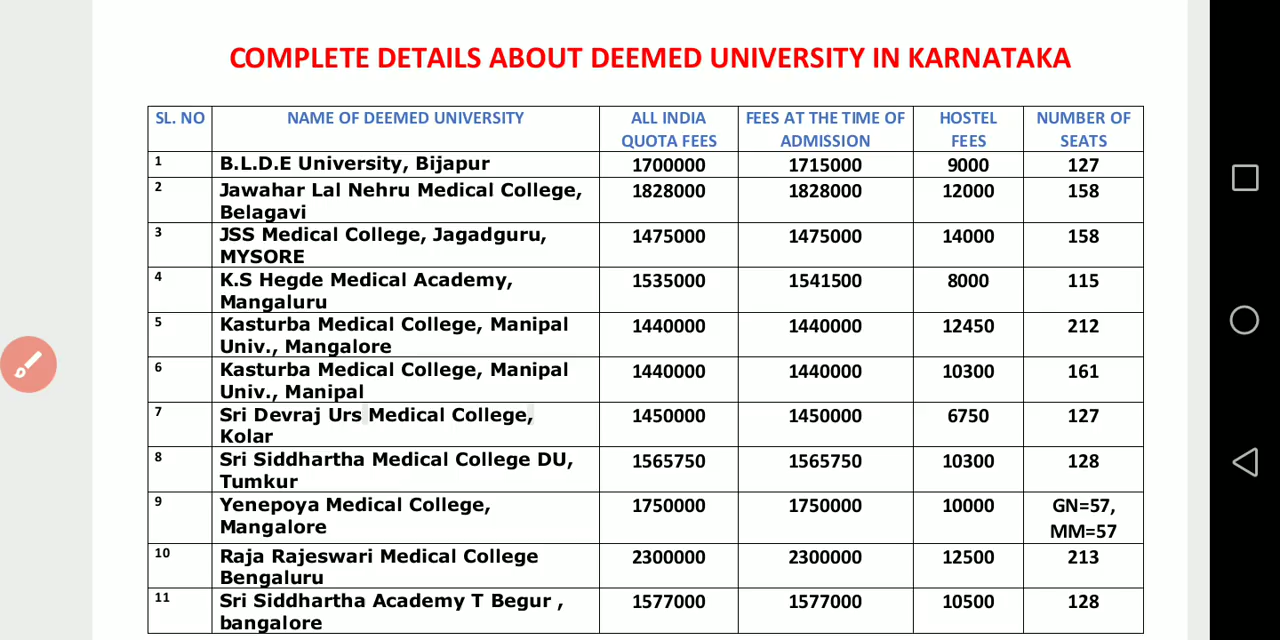 COMPLETE DETAILS ABOUT DEEMED UNIVERSITY IN KARNATAKA
SL. NO NAME OF DEEMED UNIVERSITY ALL INDIA QUOTA FEES FEES AT THE TIME OF ADMISSION HOSTEL FEES NUMBER OF SEATS
1 B.L.D.E University, Bijapur 1700000 1715000 9000 127
2 Jawahar Lal Nehru Medical College, 1828000 1828000 12000 158
Belagavi
3 JSS Medical College, Jagadguru, 1475000 1475000 14000 158
MYSORE
4 K.S Hegde Medical Academy, 1535000 1541500 8000 115
Mangaluru
5 Kasturba Medical College, Manipal 1440000 1440000 12450 212
Univ., Mangalore
6 Kasturba Medical College, Manipal 1440000 1440000 10300 161
Univ., Manipal
7 Sri Devraj Urs Medical College, 1450000 1450000 6750 127
Kolar
8 Sri Siddhartha Medical College DU, 1565750 1565750 10300 128
Tumkur
9 Yenepoya Medical College, 1750000 1750000 10000 GN=57,
Mangalore MM=57
10 Raja Rajeswari Medical College 2300000 2300000 12500 213
Bengaluru
11 Sri Siddhartha Academy T Begur , 1577000 1577000 10500 128
bangalore